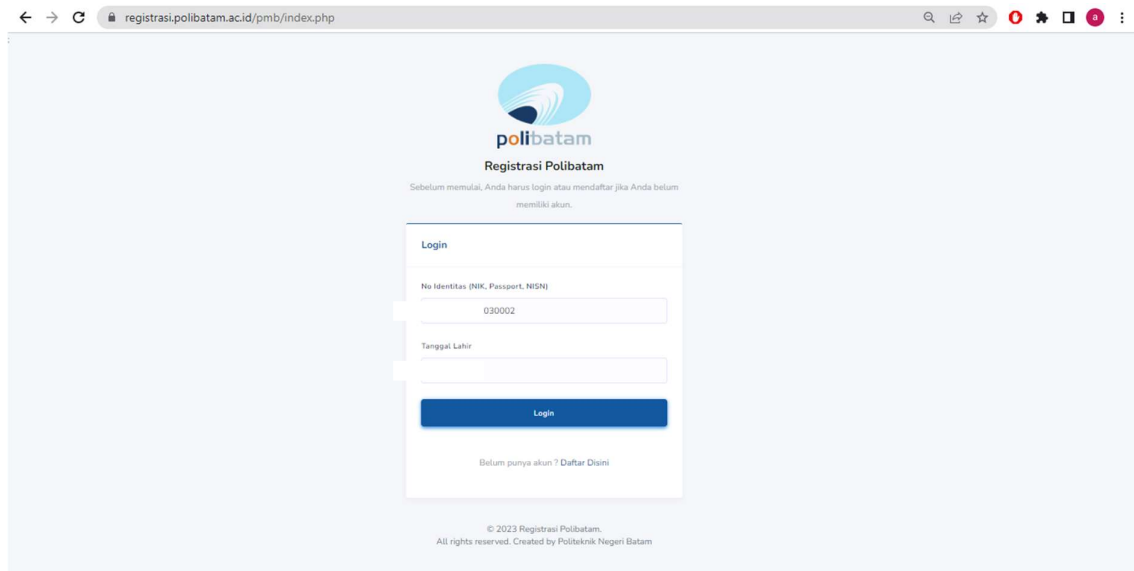 registrasi.polibatam.ac.id/pmb/index.php
a
polibatam
Registrasi Polibatam
Sebelum memulai, Anda harus login atau mendaftar jika Anda belum
memiliki akun.
Login
No Identitas (NIK, Passport, NISN)
030002
Tanggal Lahir
Login
Belum punya akun ? Daftar Disini
© 2023 Registrasi Polibatam.
All rights reserved. Created by Politeknik Negeri Batam